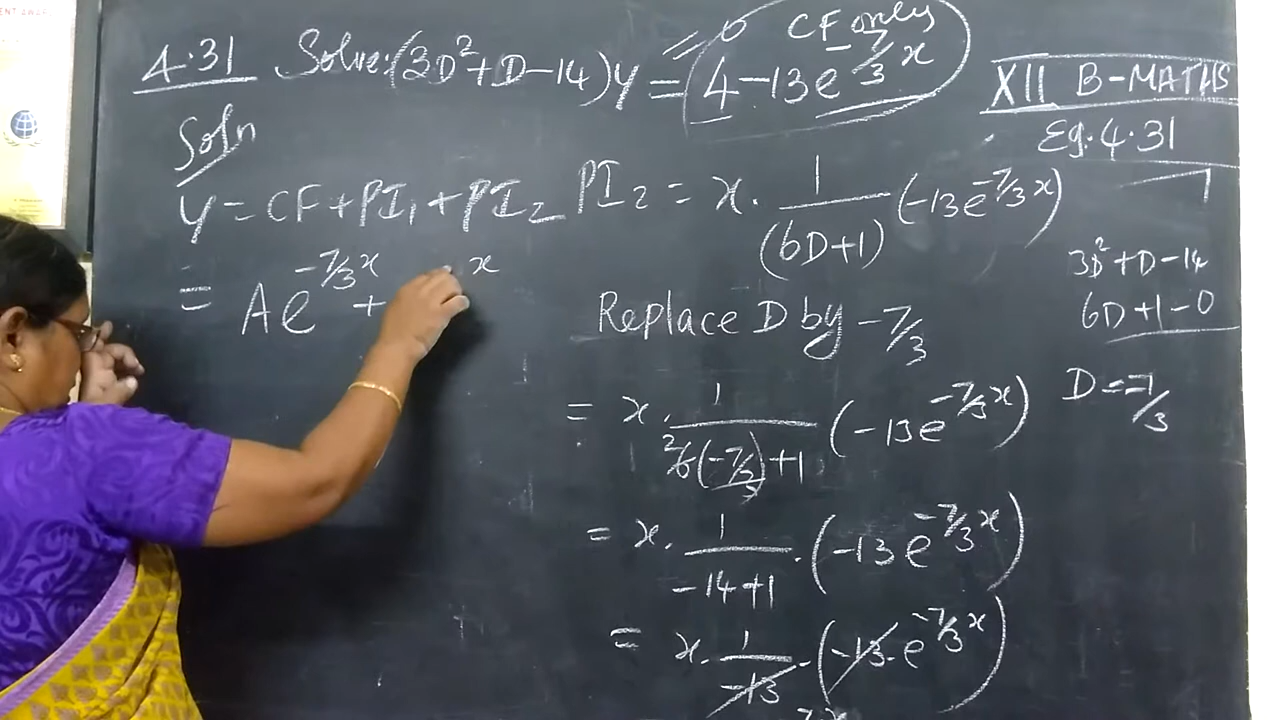 ENT AWARD
= 0 CF only
4.31 Solve: (3D²+D-14)y = 4-13e^{-7/3 x}
XII B-MATHS
Eg. 4.31
Soln
y = CF+PI₁+PI₂
= Ae^{-7/3 x} + x
PI₂ = x. 1/(6D+1) (-13e^{-7/3 x})
Replace D by -7/3
= x. 1/(6(-7/3)+1) (-13e^{-7/3 x})
= x. 1/(-14+1) . (-13e^{-7/3 x})
= x. 1/(-13) . (-13.e^{-7/3 x})
3D²+D-14
6D+1-0
D = -7/3